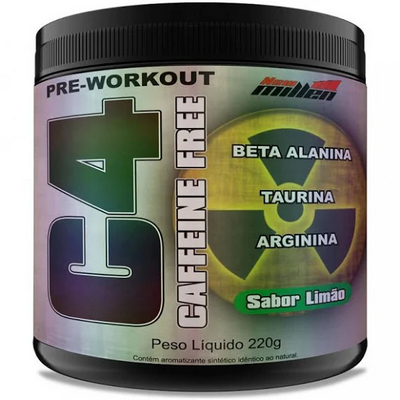 PRE-WORKOUT
New
millen
C4
CAFFEINE FREE
BETA ALANINA
TAURINA
ARGININA
Sabor Limão
Peso Líquido 220g
Contém aromatizante sintético idêntico ao natural.